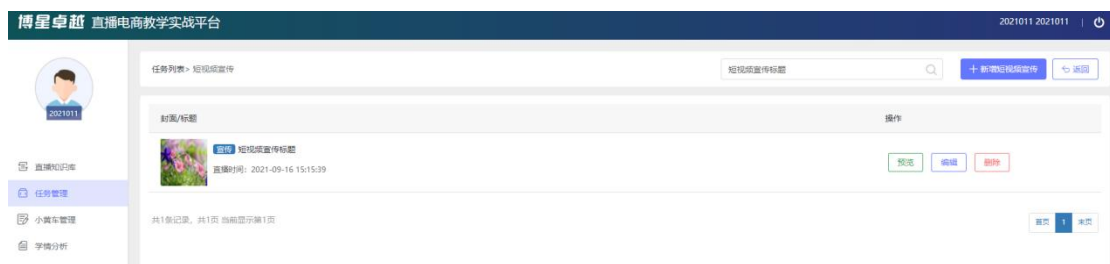 博星卓越 直播电商教学实战平台
2021011 2021011
2021011
直播知识库
任务管理
小黄车管理
学情分析
任务列表> 短视频宣传
短视频宣传标题
+ 新增短视频宣传
返回
封面/标题
操作
宣传 短视频宣传标题
直播时间: 2021-09-16 15:15:39
预览
编辑
删除
共1条记录, 共1页 当前显示第1页
首页 1 末页